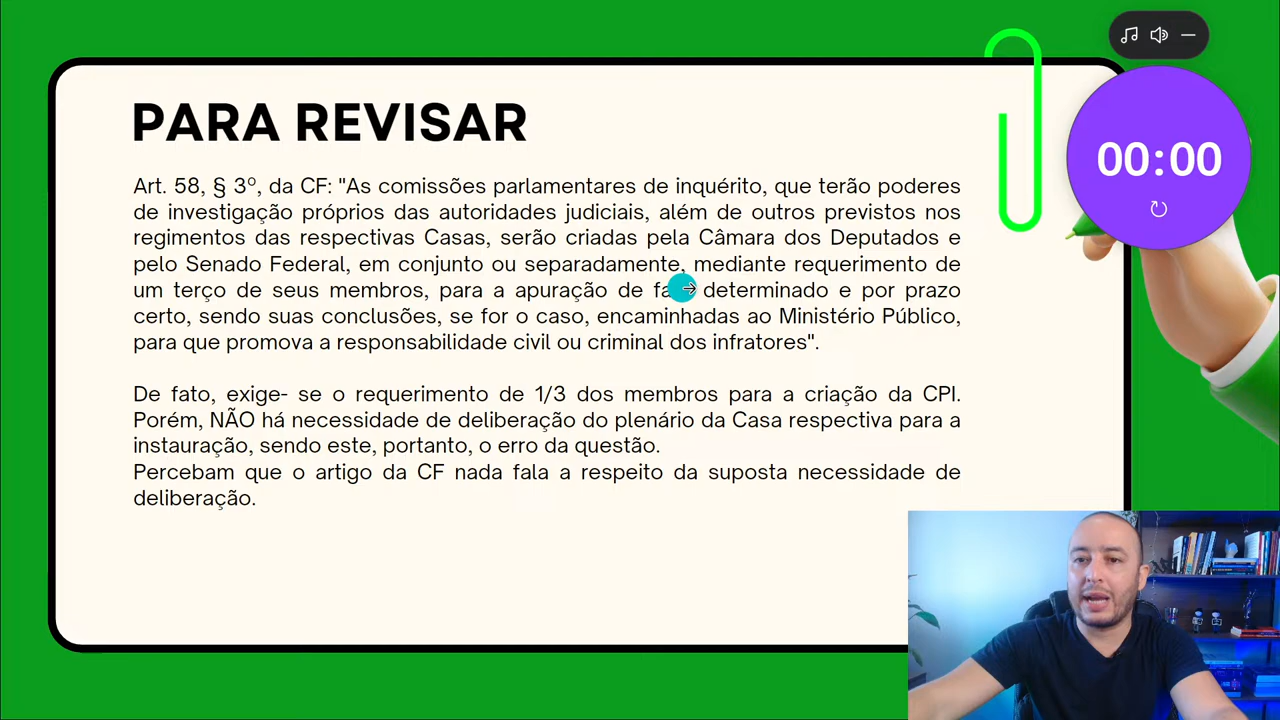 PARA REVISAR
00:00
Art. 58, § 3º, da CF: "As comissões parlamentares de inquérito, que terão poderes
de investigação próprios das autoridades judiciais, além de outros previstos nos
regimentos das respectivas Casas, serão criadas pela Câmara dos Deputados e
pelo Senado Federal, em conjunto ou separadamente, mediante requerimento de
um terço de seus membros, para a apuração de determinado e por prazo
certo, sendo suas conclusões, se for o caso, encaminhadas ao Ministério Público,
para que promova a responsabilidade civil ou criminal dos infratores".
De fato, exige- se o requerimento de 1/3 dos membros para a criação da CPI.
Porém, NÃO há necessidade de deliberação do plenário da Casa respectiva para a
instauração, sendo este, portanto, o erro da questão.
Percebam que o artigo da CF nada fala a respeito da suposta necessidade de
deliberação.